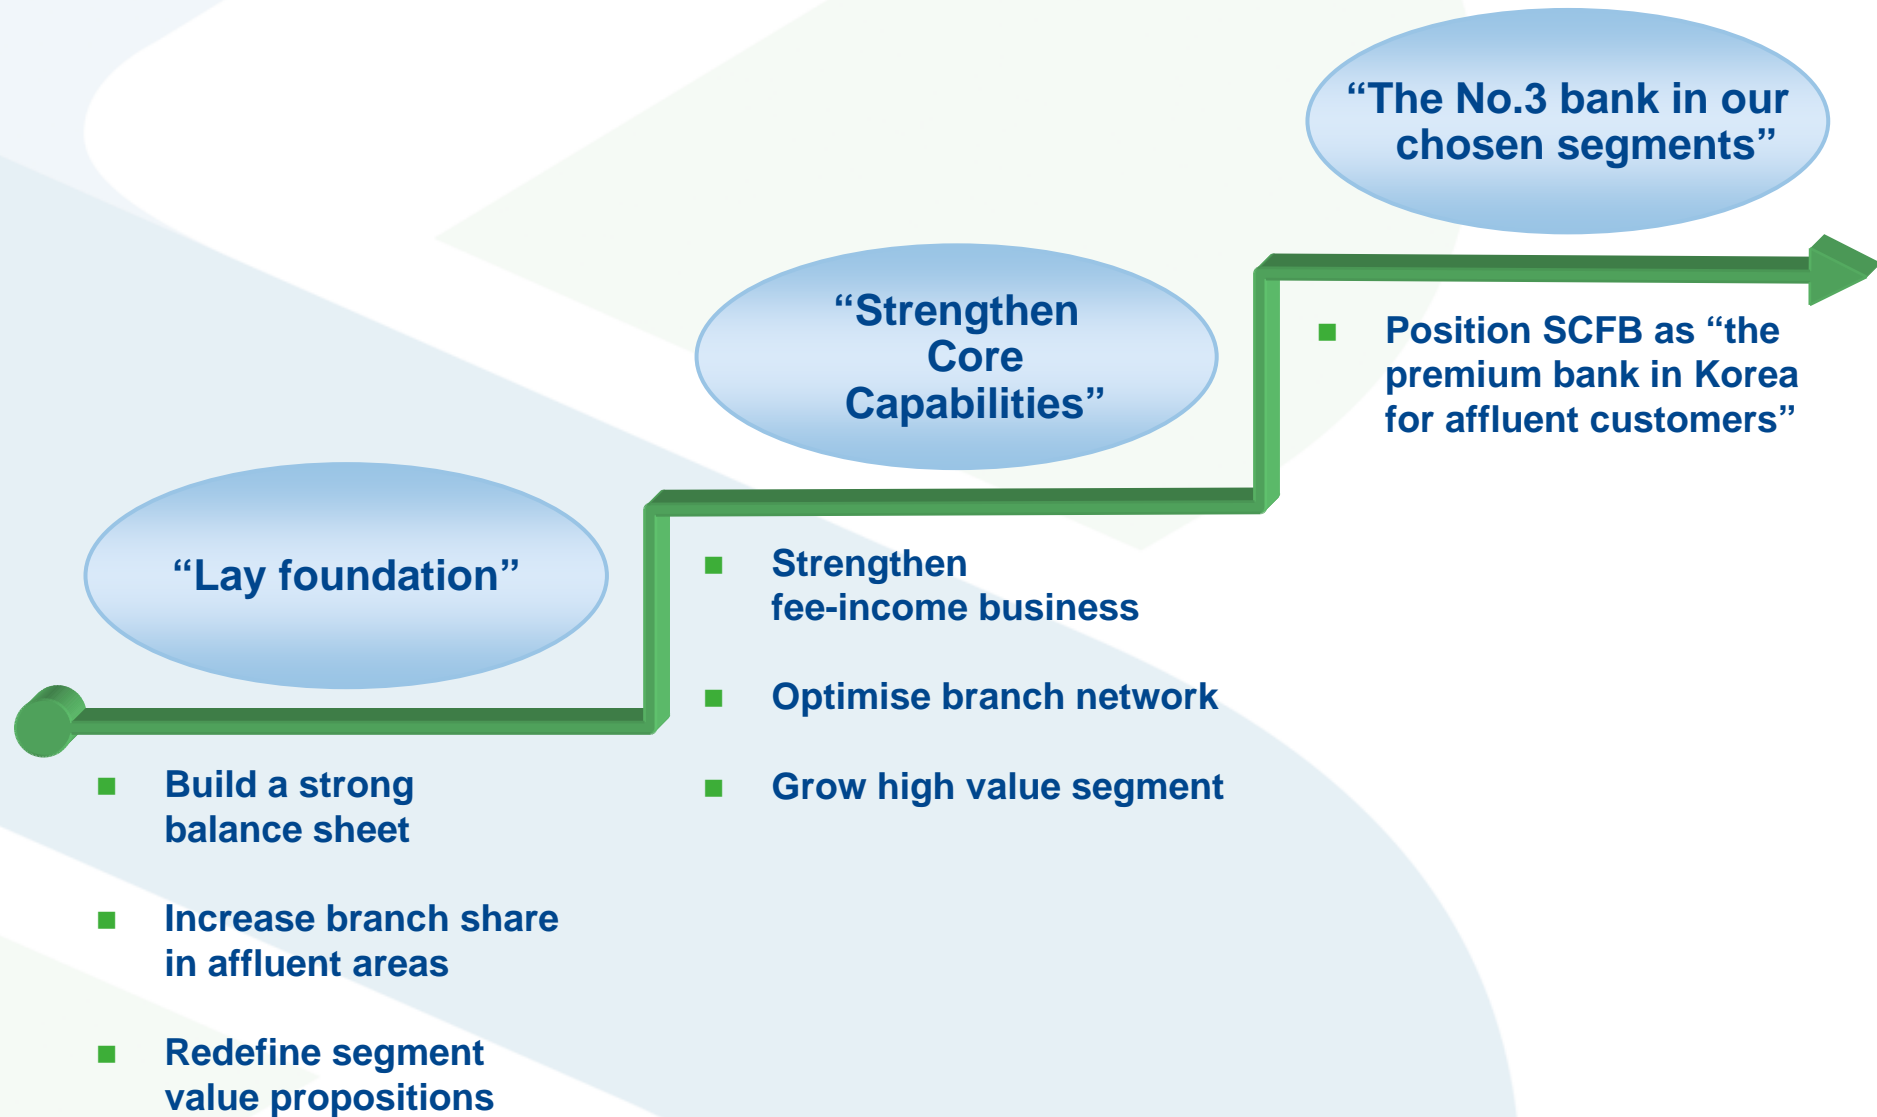 “The No.3 bank in our
chosen segments”
“Strengthen
Core
Capabilities”
■ Position SCFB as “the
premium bank in Korea
for affluent customers”
“Lay foundation”
■ Strengthen
fee-income business
■ Optimise branch network
■ Grow high value segment
■ Build a strong
balance sheet
■ Increase branch share
in affluent areas
■ Redefine segment
value propositions